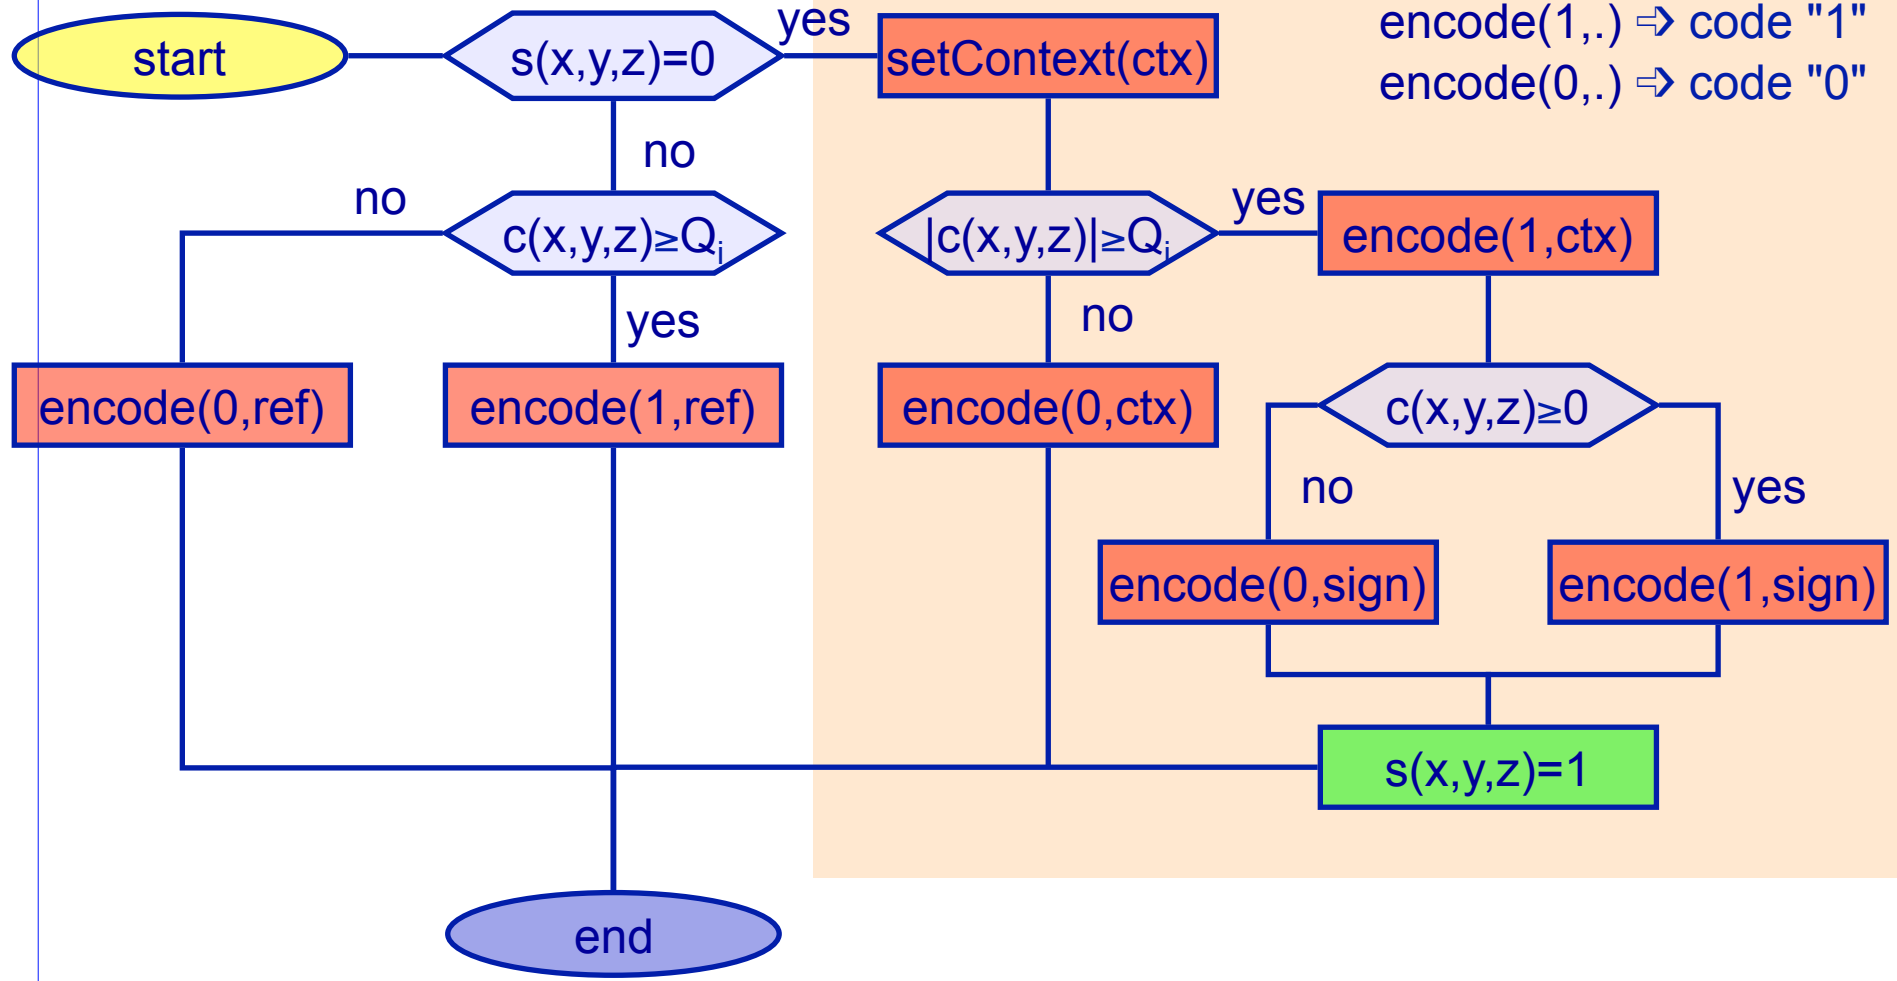 start
s(x,y,z)=0
yes
setContext(ctx)
encode(1,.) ➩ code "1"
encode(0,.) ➩ code "0"
no
no
c(x,y,z)≥Qi
|c(x,y,z)|≥Qi
yes
encode(1,ctx)
yes
no
encode(0,ref)
encode(1,ref)
encode(0,ctx)
c(x,y,z)≥0
no
yes
encode(0,sign)
encode(1,sign)
s(x,y,z)=1
end